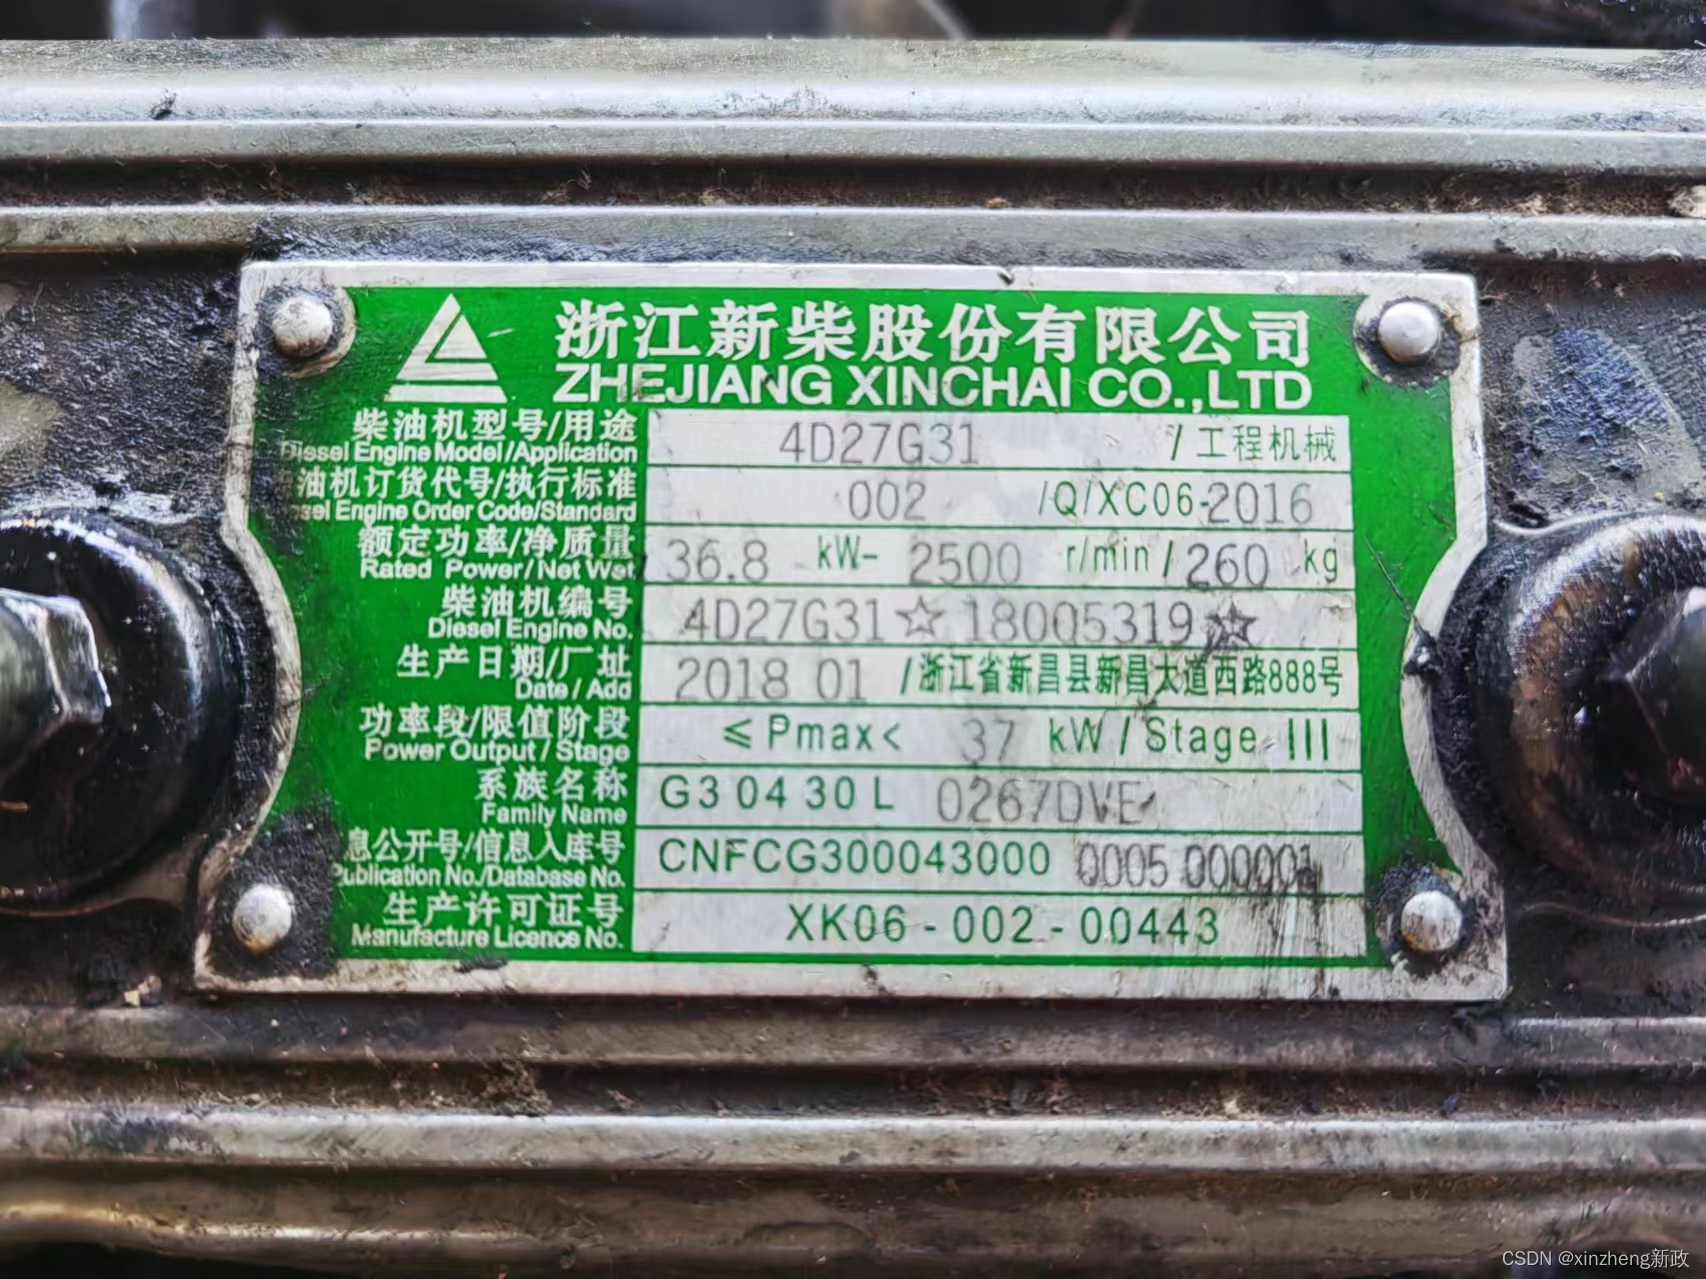 浙江新柴股份有限公司
ZHEJIANG XINCHAI CO.,LTD
柴油机型号/用途 4D27G31 /工程机械
Diesel Engine Model/Application
油机订货代号/执行标准 002 /Q/XC06-2016
Engine Order Code/Standard
额定功率/净质量 36.8 kW- 2500 r/min/260 kg
Rated Power/Net Wet
柴油机编号 4D27G31☆18005319☆
Diesel Engine No.
生产日期/厂址 2018 01 /浙江省新昌县新昌大道西路888号
Date/Add
功率段/限值阶段 ≤Pmax< 37 kW/Stage III
Power Output/Stage
系族名称 G3 04 30 L 0267DVE
Family Name
息公开号/信息入库号 CNFCG300043000 0005 000001
Publication No./Database No.
生产许可证号 XK06-002-00443
Manufacture Licence No.
CSDN @xinzheng新政